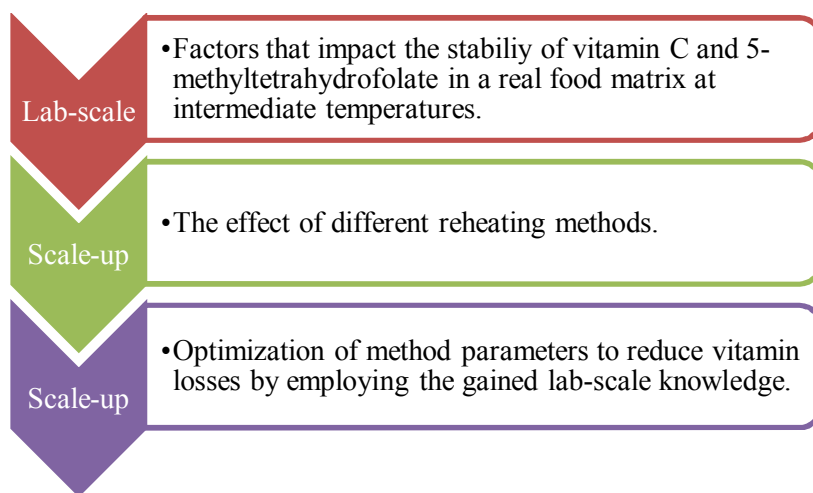 Lab-scale
•Factors that impact the stabiliy of vitamin C and 5-
methyltetrahydrofolate in a real food matrix at
intermediate temperatures.
Scale-up
•The effect of different reheating methods.
Scale-up
•Optimization of method parameters to reduce vitamin
losses by employing the gained lab-scale knowledge.